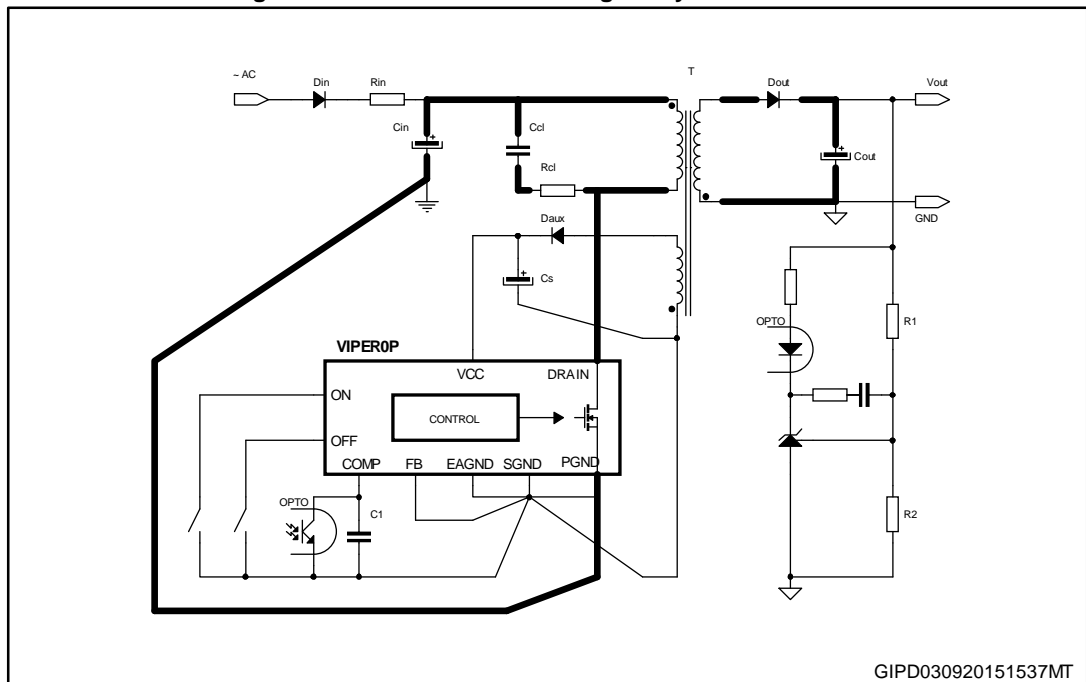 ~ AC
Din
Rin
T
Dout
Vout
Cin
+
Ccl
Rcl
+
Cout
GND
Daux
+
Cs
VIPER0P
VCC
DRAIN
ON
CONTROL
OFF
COMP
FB
EAGND
SGND
PGND
OPTO
C1
OPTO
R1
R2
GIPD030920151537MT